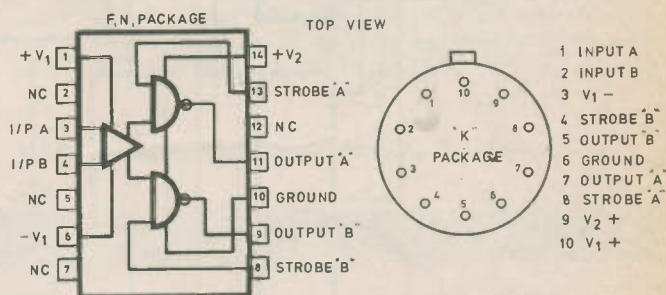 F,N, PACKAGE
TOP VIEW
+V1 1
NC 2
I/P A 3
I/P B 4
NC 5
-V1 6
NC 7
14 +V2
13 STROBE "A"
12 NC
11 OUTPUT "A"
10 GROUND
9 OUTPUT "B"
8 STROBE "B"
10
1
9
2
"K"
8
PACKAGE
3
7
4
5
6
1 INPUT A
2 INPUT B
3 V1 -
4 STROBE "B"
5 OUTPUT "B"
6 GROUND
7 OUTPUT "A"
8 STROBE "A"
9 V2 +
10 V1 +